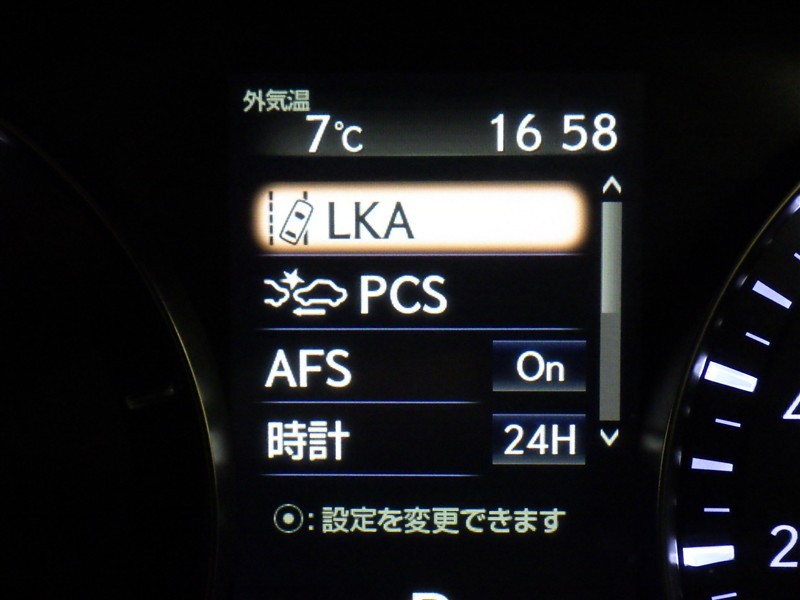 外気温
7℃ 16 58
LKA
PCS
AFS On
時計 24H
⦿:設定を変更できます